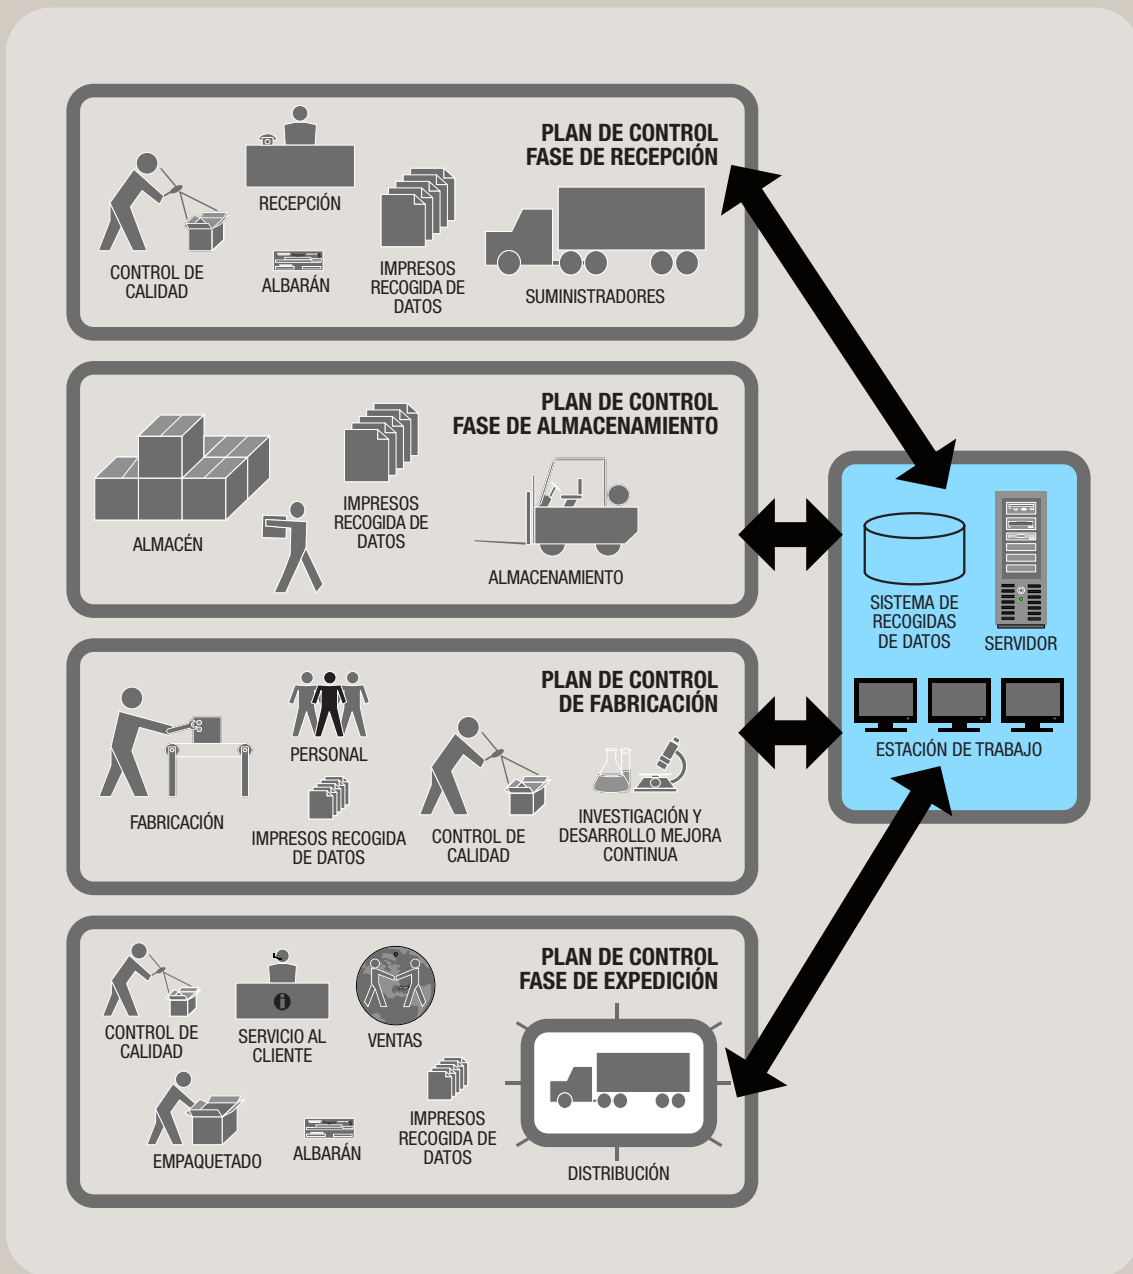 PLAN DE CONTROL
FASE DE RECEPCIÓN
RECEPCIÓN
CONTROL DE
CALIDAD
ALBARÁN
IMPRESOS
RECOGIDA DE
DATOS
SUMINISTRADORES
PLAN DE CONTROL
FASE DE ALMACENAMIENTO
ALMACÉN
IMPRESOS
RECOGIDA DE
DATOS
ALMACENAMIENTO
SISTEMA DE
RECOGIDAS
DE DATOS
SERVIDOR
ESTACIÓN DE TRABAJO
PLAN DE CONTROL
DE FABRICACIÓN
FABRICACIÓN
PERSONAL
IMPRESOS RECOGIDA
DE DATOS
CONTROL DE
CALIDAD
INVESTIGACIÓN Y
DESARROLLO MEJORA
CONTINUA
PLAN DE CONTROL
FASE DE EXPEDICIÓN
CONTROL DE
CALIDAD
SERVICIO AL
CLIENTE
VENTAS
EMPAQUETADO
ALBARÁN
IMPRESOS
RECOGIDA DE
DATOS
DISTRIBUCIÓN